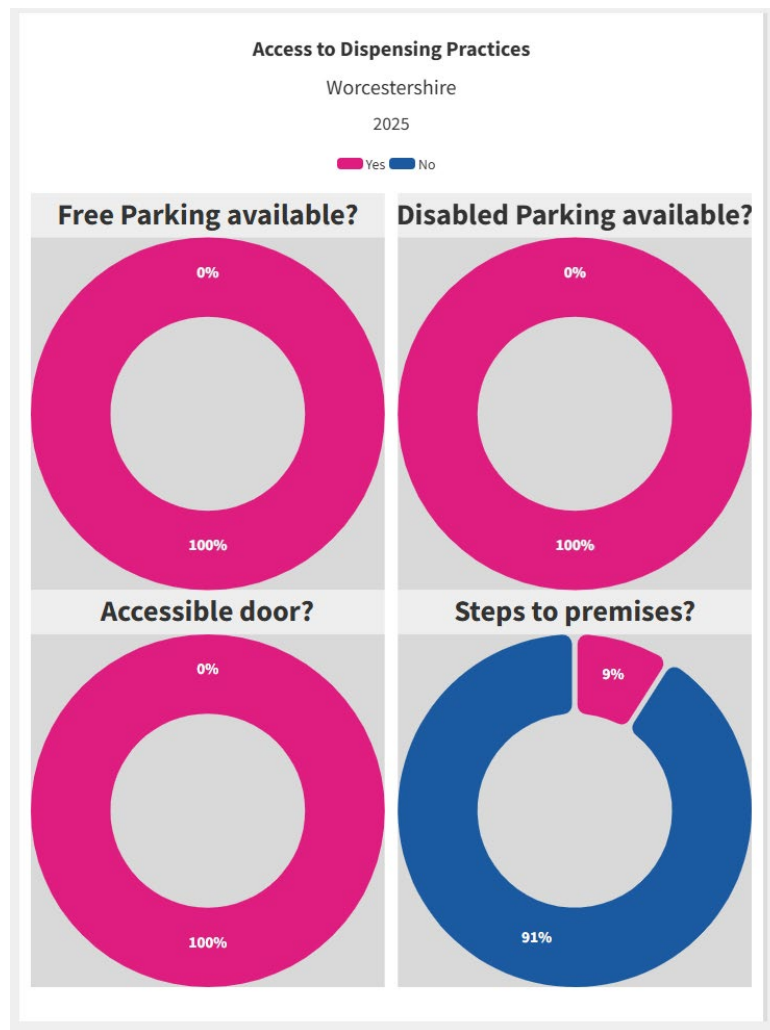 Access to Dispensing Practices
Worcestershire
2025
Yes No
Free Parking available?
0%
100%
Disabled Parking available?
0%
100%
Accessible door?
0%
100%
Steps to premises?
9%
91%